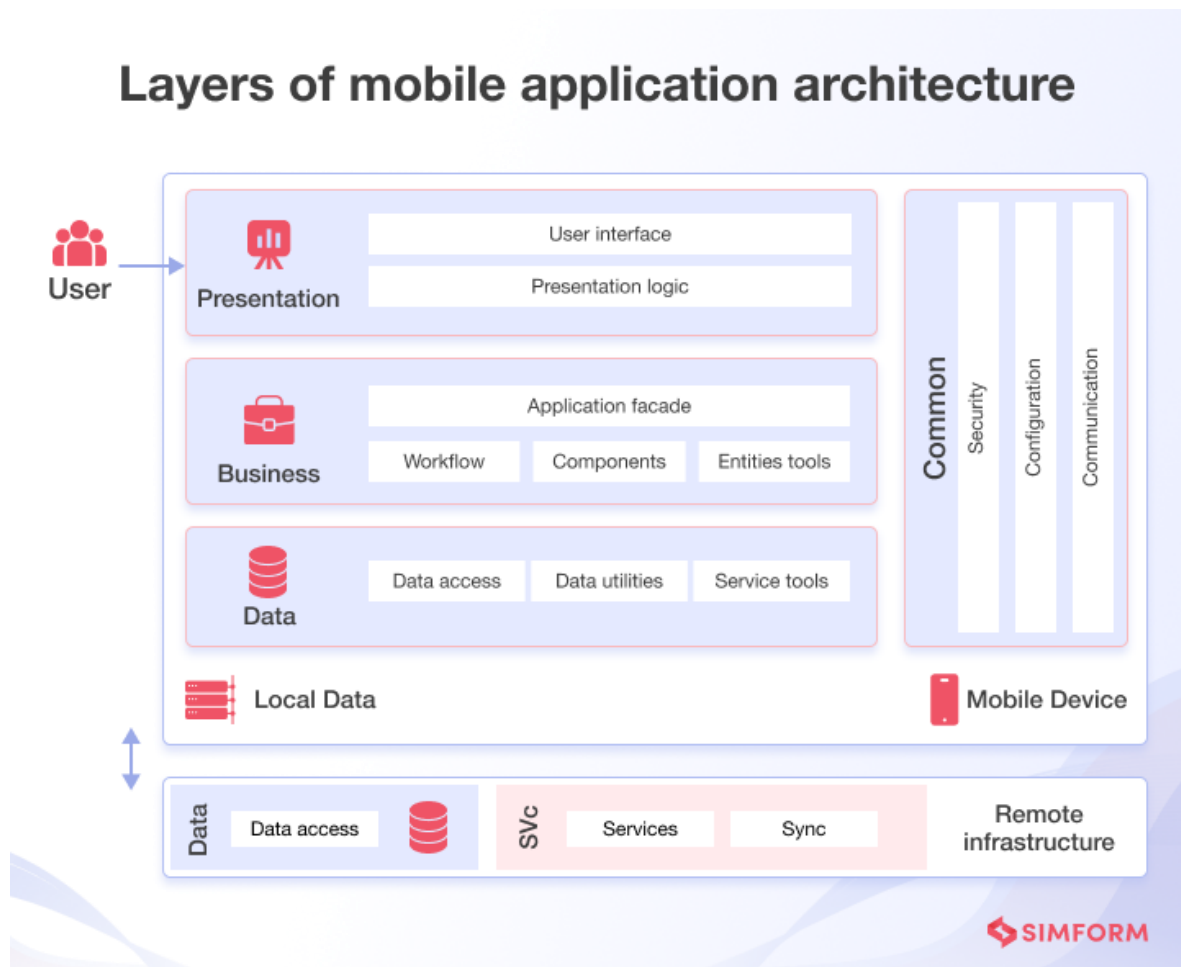 Layers of mobile application architecture
User
Presentation
User interface
Presentation logic
Business
Application facade
Workflow
Components
Entities tools
Data
Data access
Data utilities
Service tools
Common
Security
Configuration
Communication
Local Data
Mobile Device
Data
Data access
SVc
Services
Sync
Remote
infrastructure
SIMFORM